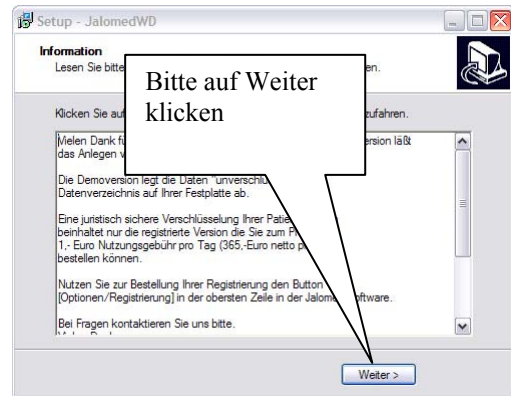 Setup - JalomedWD
Information
Lesen Sie bitte en.
Bitte auf Weiter
klicken
Klicken Sie auf zufahren.
Vielen Dank fü ersion läßt
das Anlegen v
Die Demoversion legt die Daten "unverschlü
Datenverzeichnis auf Ihrer Festplatte ab.
Eine juristisch sichere Verschlüsselung Ihrer Patie
beinhaltet nur die registrierte Version die Sie zum P
1,- Euro Nutzungsgebühr pro Tag (365,-Euro netto p
bestellen können.
Nutzen Sie zur Bestellung Ihrer Registrierung den Button
[Optionen/Registrierung] in der obersten Zeile in der Jalome oftware.
Bei Fragen kontaktieren Sie uns bitte.
Weiter >